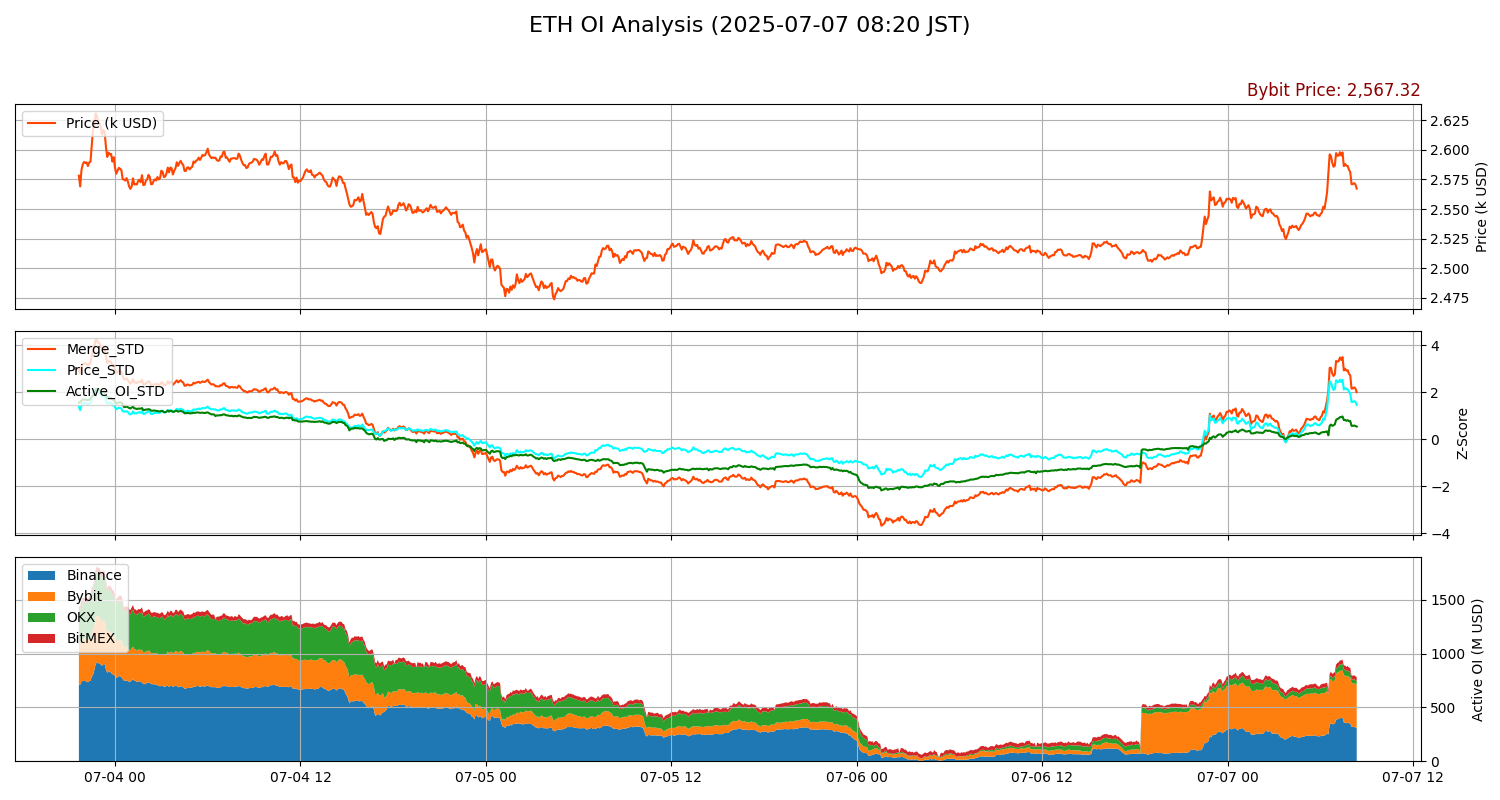 ETH OI Analysis (2025-07-07 08:20 JST)
Bybit Price: 2,567.32
Price (k USD)
2.625
2.600
2.575
2.550
2.525
2.500
2.475
Price (k USD)
Merge_STD
Price_STD
Active_OI_STD
4
2
0
−2
−4
Z-Score
Binance
Bybit
OKX
BitMEX
1500
1000
500
0
Active OI (M USD)
07-04 00
07-04 12
07-05 00
07-05 12
07-06 00
07-06 12
07-07 00
07-07 12